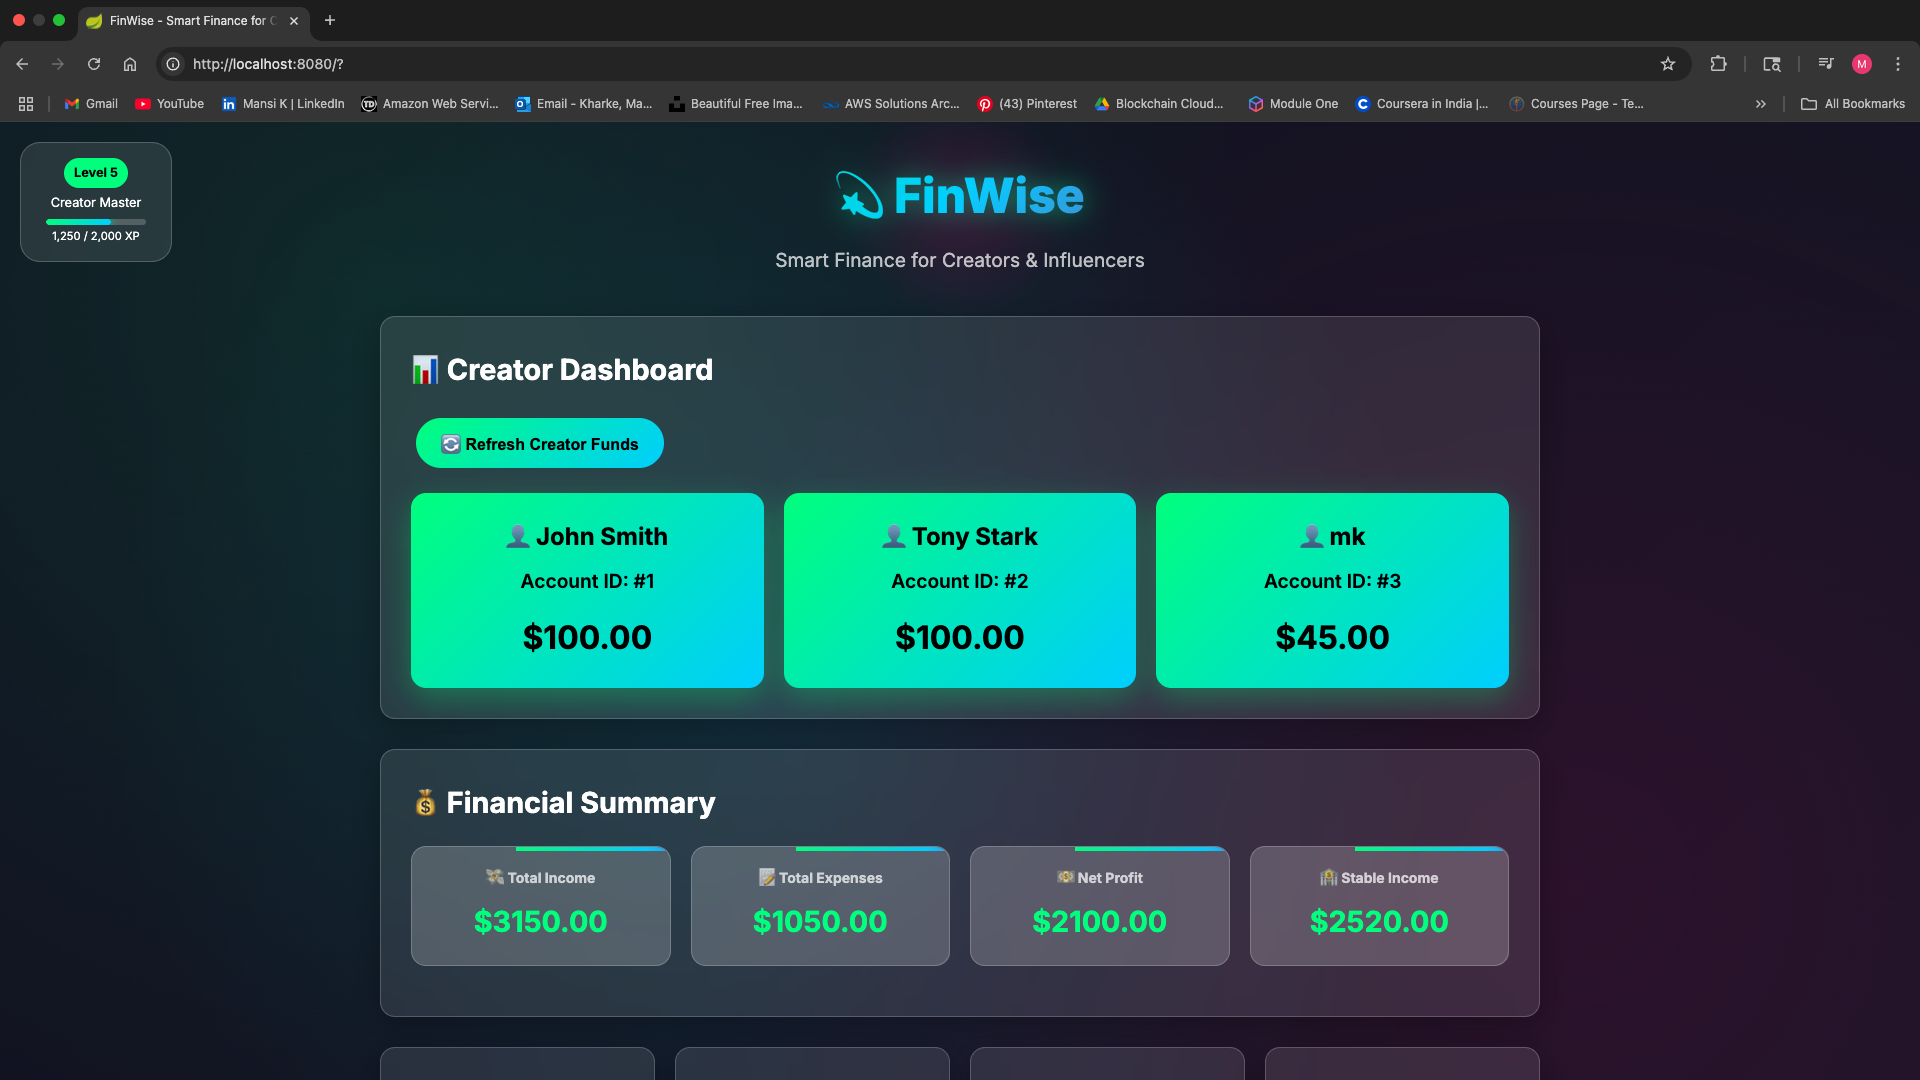 FinWise - Smart Finance for C
http://localhost:8080/?
M
Gmail
YouTube
Mansi K | LinkedIn
Amazon Web Servi...
Email - Kharke, Ma...
Beautiful Free Ima...
AWS Solutions Arc...
(43) Pinterest
Blockchain Cloud...
Module One
Coursera in India |...
Courses Page - Te...
All Bookmarks
Level 5
Creator Master
1,250 / 2,000 XP
FinWise
Smart Finance for Creators & Influencers
Creator Dashboard
Refresh Creator Funds
John Smith
Account ID: #1
$100.00
Tony Stark
Account ID: #2
$100.00
mk
Account ID: #3
$45.00
Financial Summary
Total Income
$3150.00
Total Expenses
$1050.00
Net Profit
$2100.00
Stable Income
$2520.00